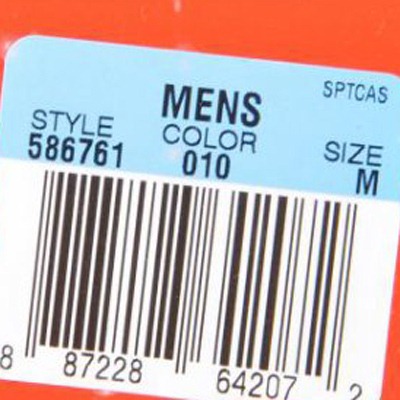 SPTCAS
MENS
STYLE COLOR SIZE
586761 010 M
8 87228 64207 2